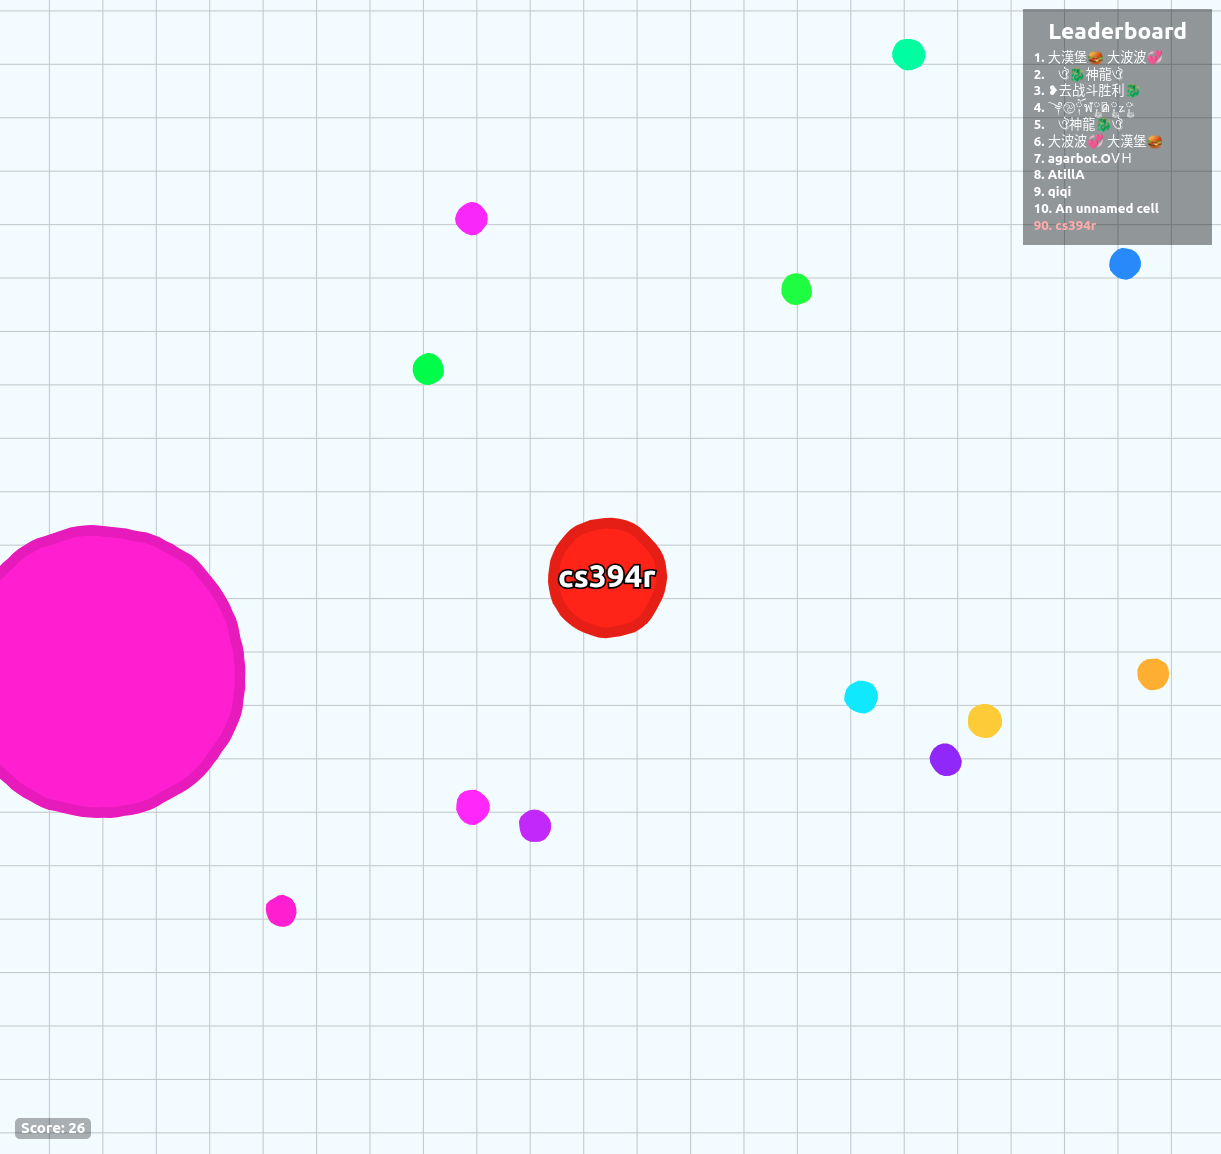 Leaderboard
1. 大漢堡🍔 大波波💞
2. 🐉神龍
3. ❥去战斗胜利🐉
5. 神龍🐉
6. 大波波💞 大漢堡🍔
7. agarbot.OVH
8. AtillA
9. qiqi
10. An unnamed cell
90. cs394r
cs394r
Score: 26